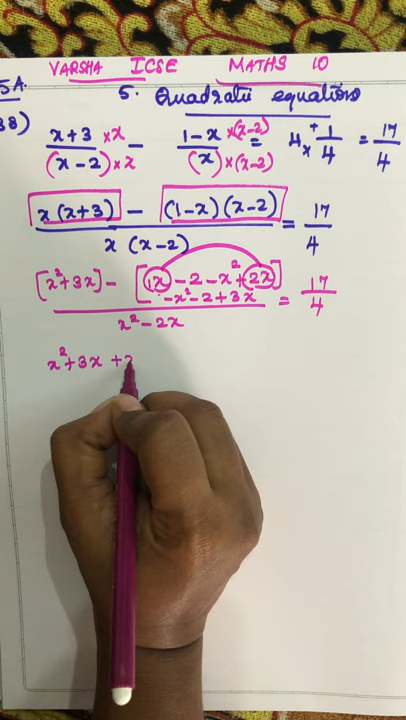 VARSHA ICSE MATHS 10
5A.
5. Quadratic equations
38)
x+3 ×x / (x-2) ×x - 1-x ×(x-2) / (x) ×(x-2) = 4 + 1 / × 4 = 17 / 4
x(x+3) - (1-x)(x-2) / x(x-2) = 17 / 4
[x²+3x] - [1x-2-x²+2x]
-x²-2+3x / x²-2x = 17 / 4
x²+3x +